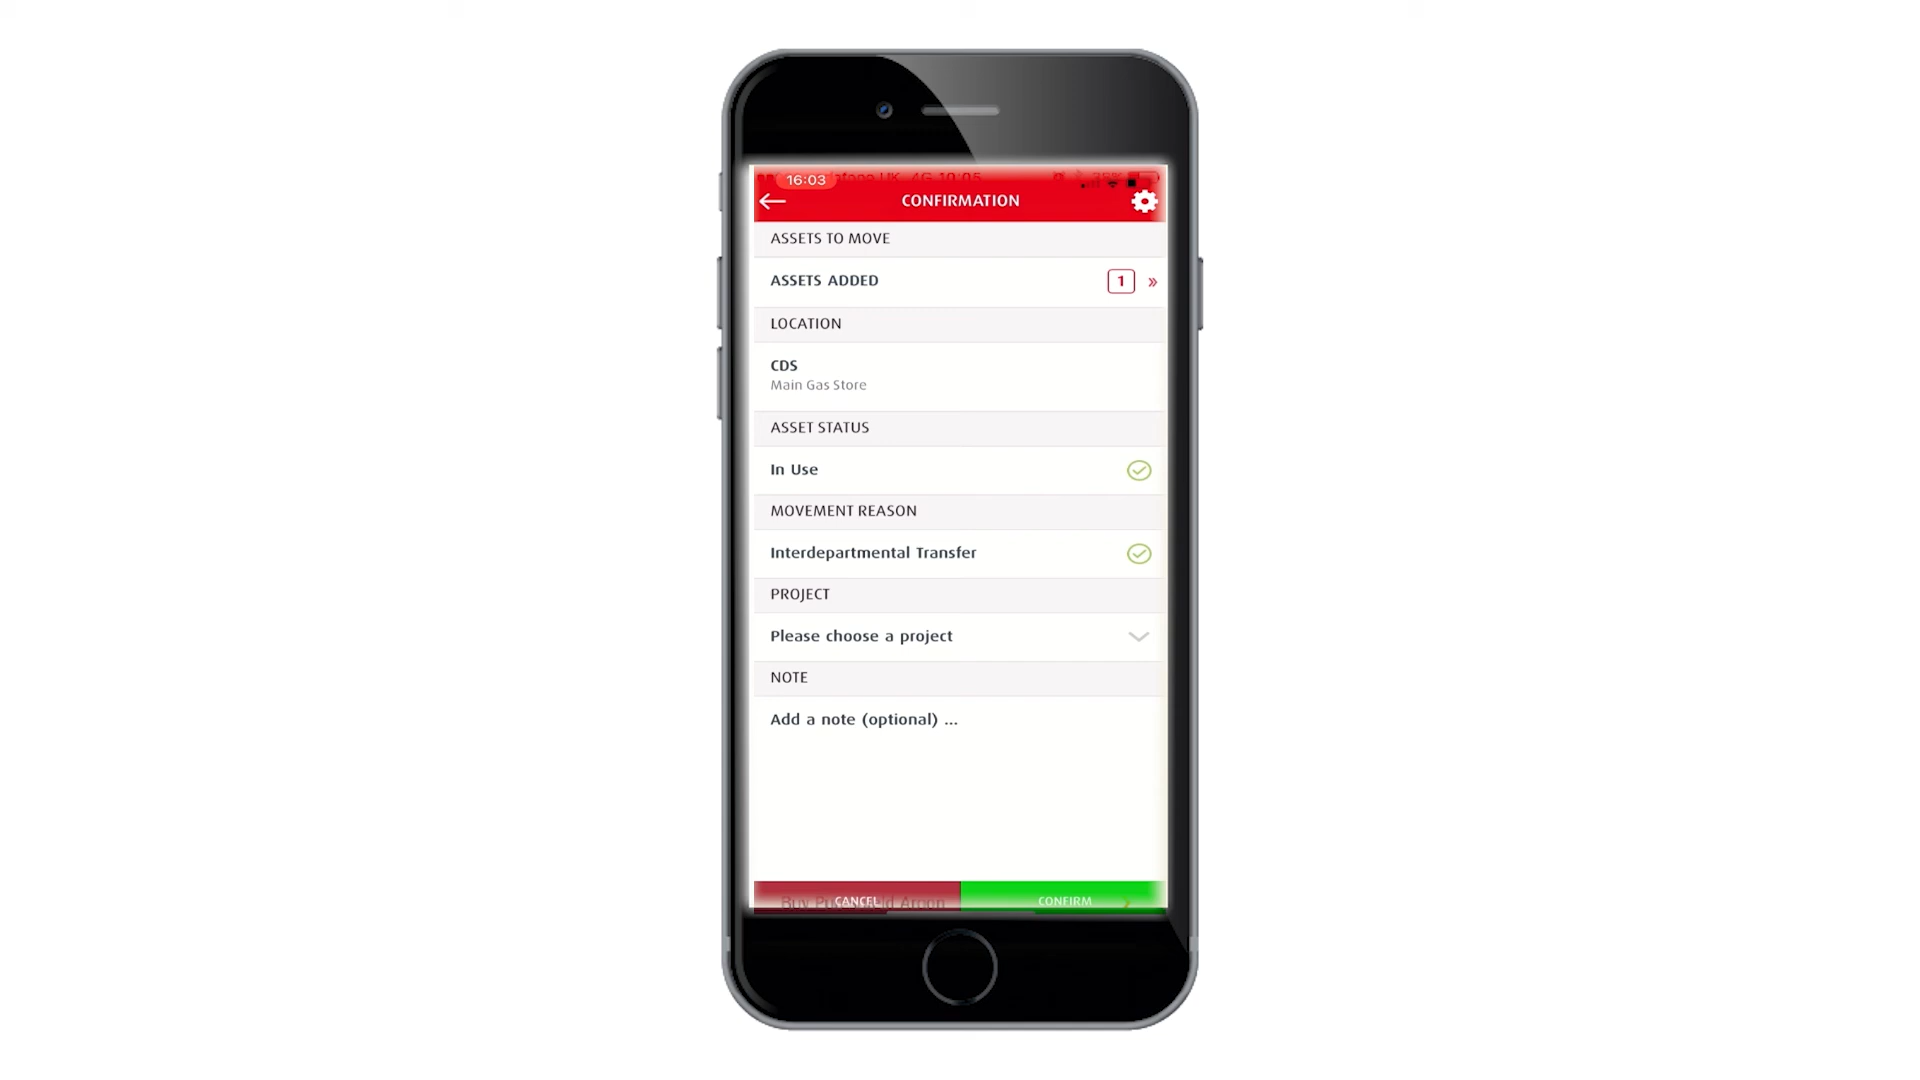 16:03
CONFIRMATION
ASSETS TO MOVE
ASSETS ADDED 1 »
LOCATION
CDS
Main Gas Store
ASSET STATUS
In Use
MOVEMENT REASON
Interdepartmental Transfer
PROJECT
Please choose a project
NOTE
Add a note (optional) ...
CANCEL CONFIRM